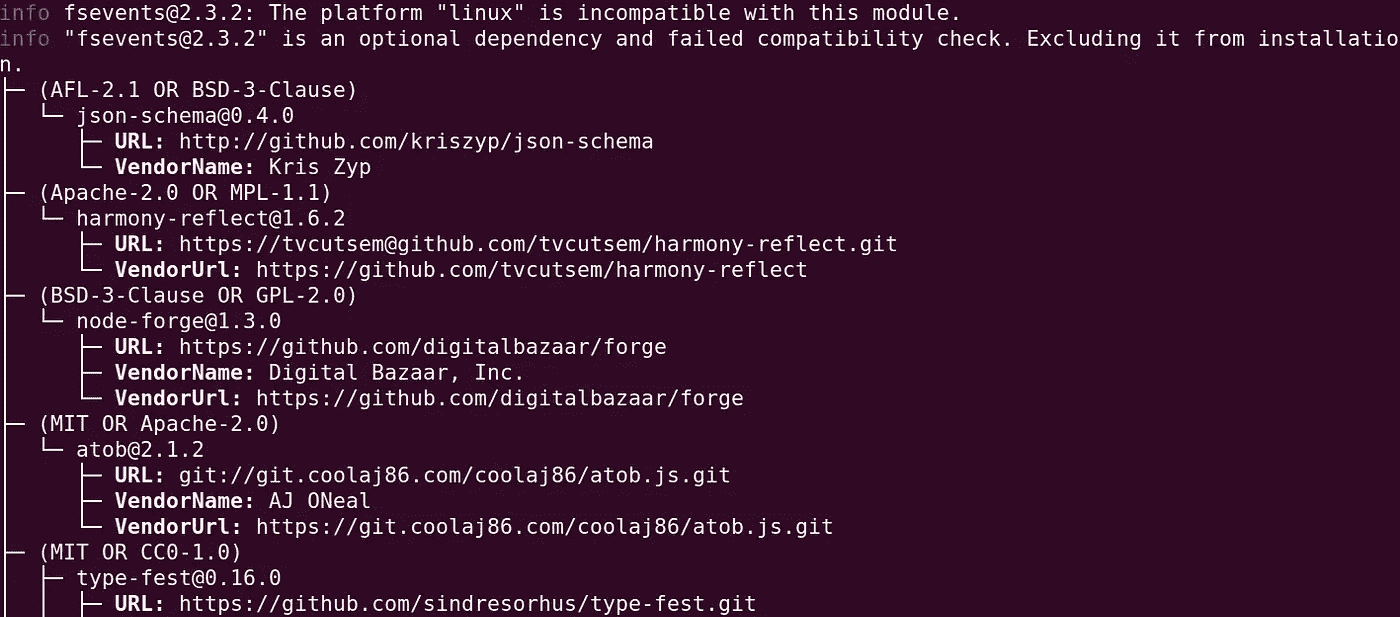 info fsevents@2.3.2: The platform "linux" is incompatible with this module.
info "fsevents@2.3.2" is an optional dependency and failed compatibility check. Excluding it from installatio
n.
├─ (AFL-2.1 OR BSD-3-Clause)
│  └─ json-schema@0.4.0
│     ├─ URL: http://github.com/kriszyp/json-schema
│     └─ VendorName: Kris Zyp
├─ (Apache-2.0 OR MPL-1.1)
│  └─ harmony-reflect@1.6.2
│     ├─ URL: https://tvcutsem@github.com/tvcutsem/harmony-reflect.git
│     └─ VendorUrl: https://github.com/tvcutsem/harmony-reflect
├─ (BSD-3-Clause OR GPL-2.0)
│  └─ node-forge@1.3.0
│     ├─ URL: https://github.com/digitalbazaar/forge
│     ├─ VendorName: Digital Bazaar, Inc.
│     └─ VendorUrl: https://github.com/digitalbazaar/forge
├─ (MIT OR Apache-2.0)
│  └─ atob@2.1.2
│     ├─ URL: git://git.coolaj86.com/coolaj86/atob.js.git
│     ├─ VendorName: AJ ONeal
│     └─ VendorUrl: https://git.coolaj86.com/coolaj86/atob.js.git
├─ (MIT OR CC0-1.0)
│  ├─ type-fest@0.16.0
│  │  ├─ URL: https://github.com/sindresorhus/type-fest.git